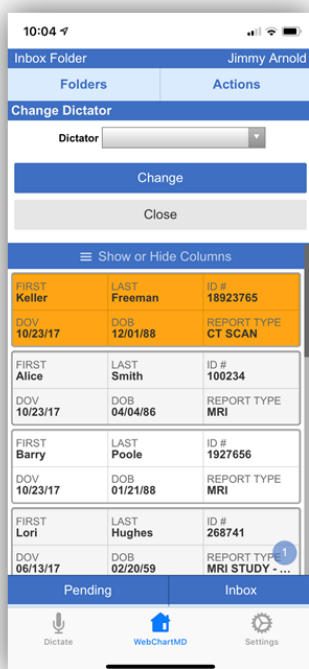 10:04
Inbox Folder Jimmy Arnold
Folders Actions
Change Dictator
Dictator
Change
Close
Show or Hide Columns
FIRST LAST ID #
Keller Freeman 18923765
DOV DOB REPORT TYPE
10/23/17 12/01/88 CT SCAN
FIRST LAST ID #
Alice Smith 100234
DOV DOB REPORT TYPE
10/23/17 04/04/86 MRI
FIRST LAST ID #
Barry Poole 1927656
DOV DOB REPORT TYPE
10/23/17 01/21/88 MRI
FIRST LAST ID #
Lori Hughes 268741
DOV DOB REPORT TYPE
06/13/17 02/20/59 MRI STUDY - ...
1
Pending Inbox
Dictate WebChartMD Settings